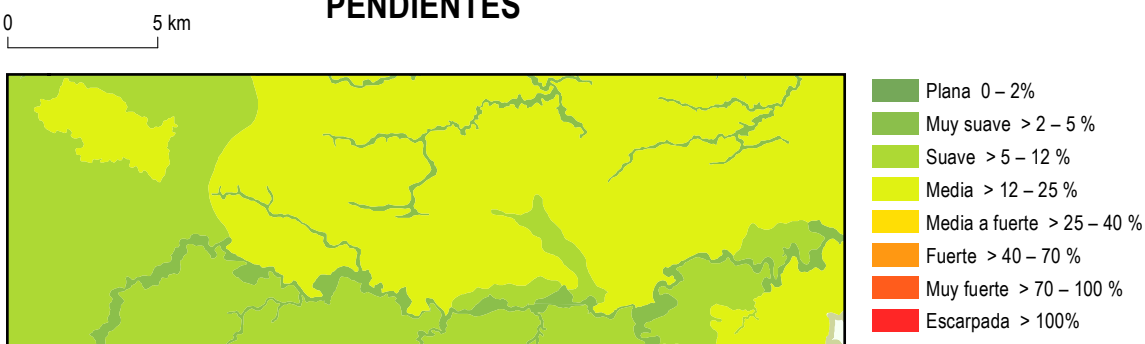 PENDIENTES
0 5 km
Plana 0 – 2%
Muy suave > 2 – 5 %
Suave > 5 – 12 %
Media > 12 – 25 %
Media a fuerte > 25 – 40 %
Fuerte > 40 – 70 %
Muy fuerte > 70 – 100 %
Escarpada > 100%